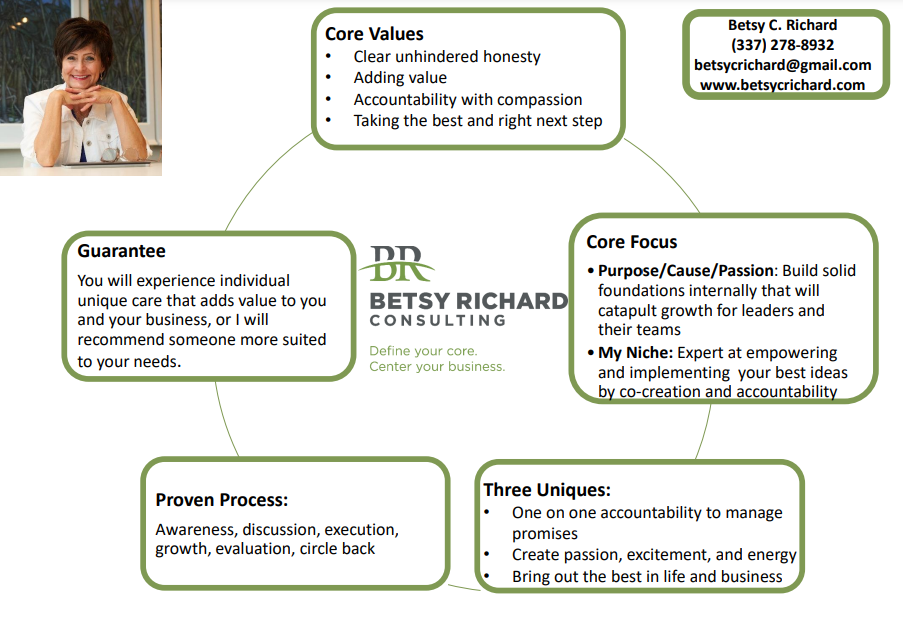 Core Values
• Clear unhindered honesty
• Adding value
• Accountability with compassion
• Taking the best and right next step
Betsy C. Richard
(337) 278-8932
betsycrichard@gmail.com
www.betsycrichard.com
Guarantee
You will experience individual
unique care that adds value to you
and your business, or I will
recommend someone more suited
to your needs.
BR
BETSY RICHARD
CONSULTING
Define your core.
Center your business.
Core Focus
• Purpose/Cause/Passion: Build solid
foundations internally that will
catapult growth for leaders and
their teams
• My Niche: Expert at empowering
and implementing  your best ideas
by co-creation and accountability
Proven Process:
Awareness, discussion, execution,
growth, evaluation, circle back
Three Uniques:
• One on one accountability to manage
promises
• Create passion, excitement, and energy
• Bring out the best in life and business